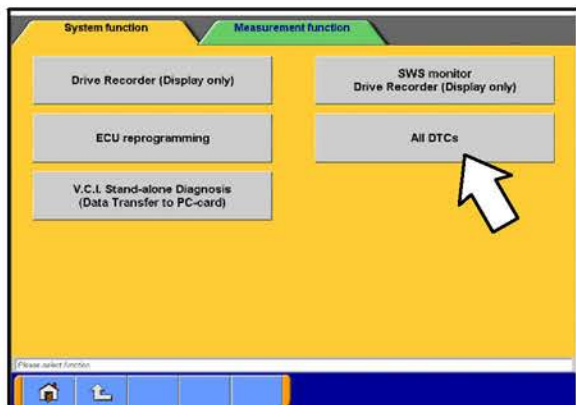 System function
Measurement function
Drive Recorder (Display only)
SWS monitor
Drive Recorder (Display only)
ECU reprogramming
All DTCs
V.C.I. Stand-alone Diagnosis
(Data Transfer to PC-card)
Please select function